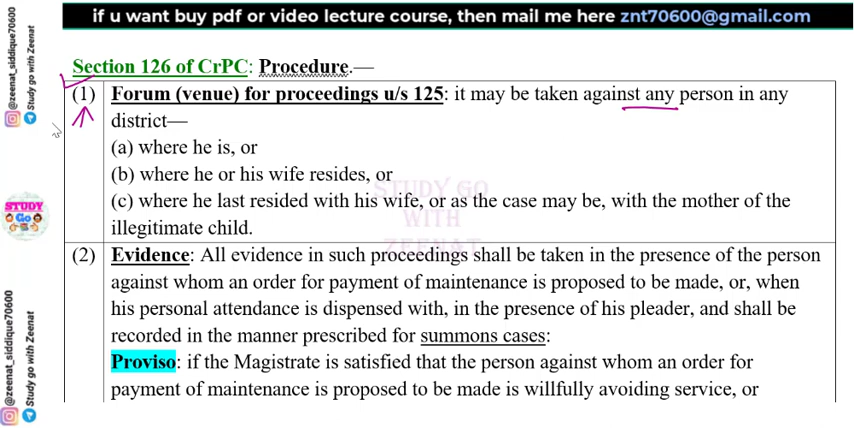 if u want buy pdf or video lecture course, then mail me here znt70600@gmail.com
@zeenat_siddique70600
Study go with Zeenat
Section 126 of CrPC: Procedure.—
(1) Forum (venue) for proceedings u/s 125: it may be taken against any person in any
district—
(a) where he is, or
(b) where he or his wife resides, or
(c) where he last resided with his wife, or as the case may be, with the mother of the
illegitimate child.
STUDY GO
WITH
ZEENAT
STUDY
Go
(2) Evidence: All evidence in such proceedings shall be taken in the presence of the person
against whom an order for payment of maintenance is proposed to be made, or, when
his personal attendance is dispensed with, in the presence of his pleader, and shall be
recorded in the manner prescribed for summons cases:
Proviso: if the Magistrate is satisfied that the person against whom an order for
payment of maintenance is proposed to be made is willfully avoiding service, or
@zeenat_siddique70600
Study go with Zeenat